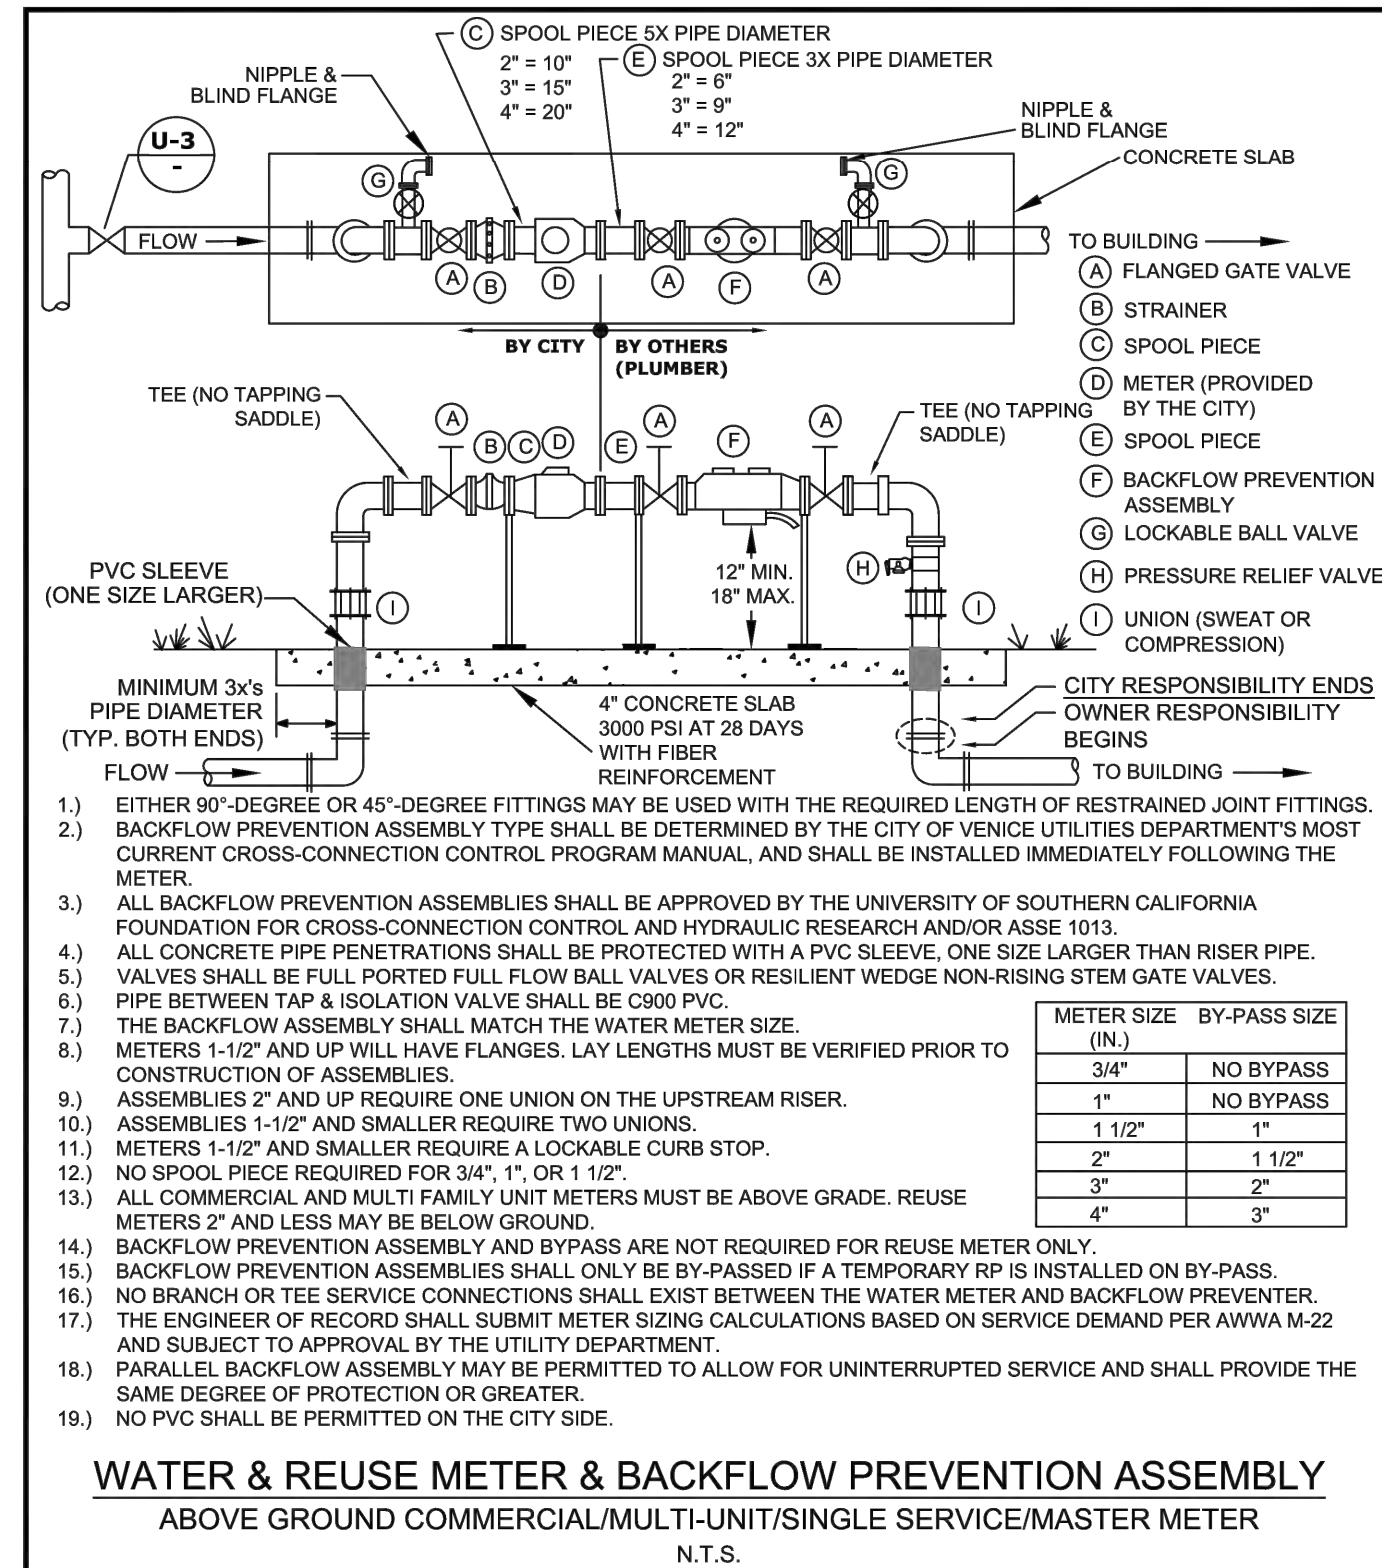 C SPOOL PIECE 5X PIPE DIAMETER
2" = 10"
3" = 15"
4" = 20"
E SPOOL PIECE 3X PIPE DIAMETER
2" = 6"
3" = 9"
4" = 12"
NIPPLE &
BLIND FLANGE
NIPPLE &
BLIND FLANGE
CONCRETE SLAB
U-3
-
G
G
FLOW
TO BUILDING
A
B
D
A
F
A
BY CITY
BY OTHERS
(PLUMBER)
A FLANGED GATE VALVE
B STRAINER
C SPOOL PIECE
D METER (PROVIDED
BY THE CITY)
E SPOOL PIECE
F BACKFLOW PREVENTION
ASSEMBLY
G LOCKABLE BALL VALVE
H PRESSURE RELIEF VALVE
I UNION (SWEAT OR
COMPRESSION)
TEE (NO TAPPING
SADDLE)
A
B
C
D
E
A
F
A
TEE (NO TAPPING
SADDLE)
PVC SLEEVE
(ONE SIZE LARGER)
I
12" MIN.
18" MAX.
H
I
MINIMUM 3x's
PIPE DIAMETER
(TYP. BOTH ENDS)
4" CONCRETE SLAB
3000 PSI AT 28 DAYS
WITH FIBER
REINFORCEMENT
CITY RESPONSIBILITY ENDS
OWNER RESPONSIBILITY
BEGINS
FLOW
TO BUILDING
1.) EITHER 90°-DEGREE OR 45°-DEGREE FITTINGS MAY BE USED WITH THE REQUIRED LENGTH OF RESTRAINED JOINT FITTINGS.
2.) BACKFLOW PREVENTION ASSEMBLY TYPE SHALL BE DETERMINED BY THE CITY OF VENICE UTILITIES DEPARTMENT'S MOST
CURRENT CROSS-CONNECTION CONTROL PROGRAM MANUAL, AND SHALL BE INSTALLED IMMEDIATELY FOLLOWING THE
METER.
3.) ALL BACKFLOW PREVENTION ASSEMBLIES SHALL BE APPROVED BY THE UNIVERSITY OF SOUTHERN CALIFORNIA
FOUNDATION FOR CROSS-CONNECTION CONTROL AND HYDRAULIC RESEARCH AND/OR ASSE 1013.
4.) ALL CONCRETE PIPE PENETRATIONS SHALL BE PROTECTED WITH A PVC SLEEVE, ONE SIZE LARGER THAN RISER PIPE.
5.) VALVES SHALL BE FULL PORTED FULL FLOW BALL VALVES OR RESILIENT WEDGE NON-RISING STEM GATE VALVES.
6.) PIPE BETWEEN TAP & ISOLATION VALVE SHALL BE C900 PVC.
7.) THE BACKFLOW ASSEMBLY SHALL MATCH THE WATER METER SIZE.
8.) METERS 1-1/2" AND UP WILL HAVE FLANGES. LAY LENGTHS MUST BE VERIFIED PRIOR TO
CONSTRUCTION OF ASSEMBLIES.
9.) ASSEMBLIES 2" AND UP REQUIRE ONE UNION ON THE UPSTREAM RISER.
10.) ASSEMBLIES 1-1/2" AND SMALLER REQUIRE TWO UNIONS.
11.) METERS 1-1/2" AND SMALLER REQUIRE A LOCKABLE CURB STOP.
12.) NO SPOOL PIECE REQUIRED FOR 3/4", 1", OR 1 1/2".
13.) ALL COMMERCIAL AND MULTI FAMILY UNIT METERS MUST BE ABOVE GRADE. REUSE
METERS 2" AND LESS MAY BE BELOW GROUND.
METER SIZE BY-PASS SIZE
(IN.)
3/4" NO BYPASS
1" NO BYPASS
1 1/2" 1"
2" 1 1/2"
3" 2"
4" 3"
14.) BACKFLOW PREVENTION ASSEMBLY AND BYPASS ARE NOT REQUIRED FOR REUSE METER ONLY.
15.) BACKFLOW PREVENTION ASSEMBLIES SHALL ONLY BE BY-PASSED IF A TEMPORARY RP IS INSTALLED ON BY-PASS.
16.) NO BRANCH OR TEE SERVICE CONNECTIONS SHALL EXIST BETWEEN THE WATER METER AND BACKFLOW PREVENTER.
17.) THE ENGINEER OF RECORD SHALL SUBMIT METER SIZING CALCULATIONS BASED ON SERVICE DEMAND PER AWWA M-22
AND SUBJECT TO APPROVAL BY THE UTILITY DEPARTMENT.
18.) PARALLEL BACKFLOW ASSEMBLY MAY BE PERMITTED TO ALLOW FOR UNINTERRUPTED SERVICE AND SHALL PROVIDE THE
SAME DEGREE OF PROTECTION OR GREATER.
19.) NO PVC SHALL BE PERMITTED ON THE CITY SIDE.
WATER & REUSE METER & BACKFLOW PREVENTION ASSEMBLY
ABOVE GROUND COMMERCIAL/MULTI-UNIT/SINGLE SERVICE/MASTER METER
N.T.S.